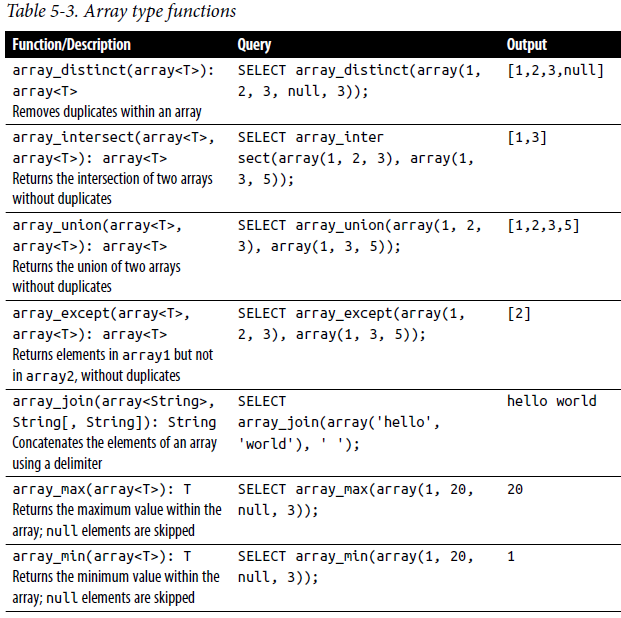 Table 5-3. Array type functions
Function/Description Query Output
array_distinct(array<T>): SELECT array_distinct(array(1, [1,2,3,null]
array<T> 2, 3, null, 3));
Removes duplicates within an array
array_intersect(array<T>, SELECT array_inter [1,3]
array<T>): array<T> sect(array(1, 2, 3), array(1,
Returns the intersection of two arrays 3, 5));
without duplicates
array_union(array<T>, SELECT array_union(array(1, 2, [1,2,3,5]
array<T>): array<T> 3), array(1, 3, 5));
Returns the union of two arrays
without duplicates
array_except(array<T>, SELECT array_except(array(1, [2]
array<T>): array<T> 2, 3), array(1, 3, 5));
Returns elements in array1 but not
in array2, without duplicates
array_join(array<String>, SELECT hello world
String[, String]): String array_join(array('hello',
Concatenates the elements of an array 'world'), ' ');
using a delimiter
array_max(array<T>): T SELECT array_max(array(1, 20, 20
Returns the maximum value within the null, 3));
array; null elements are skipped
array_min(array<T>): T SELECT array_min(array(1, 20, 1
Returns the minimum value within the null, 3));
array; null elements are skipped